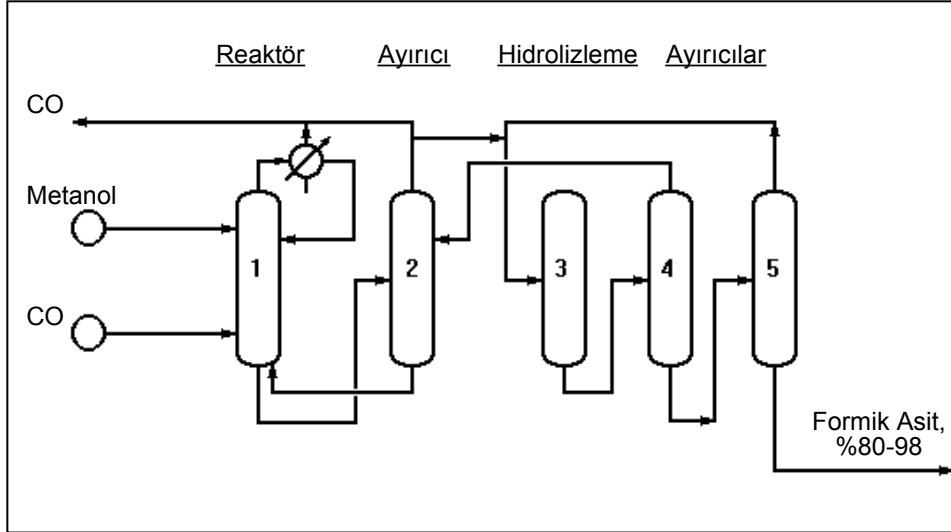 Reaktör Ayırıcı Hidrolizleme Ayırıcılar
CO
Metanol
1 2 3 4 5
CO
Formik Asit,
%80-98